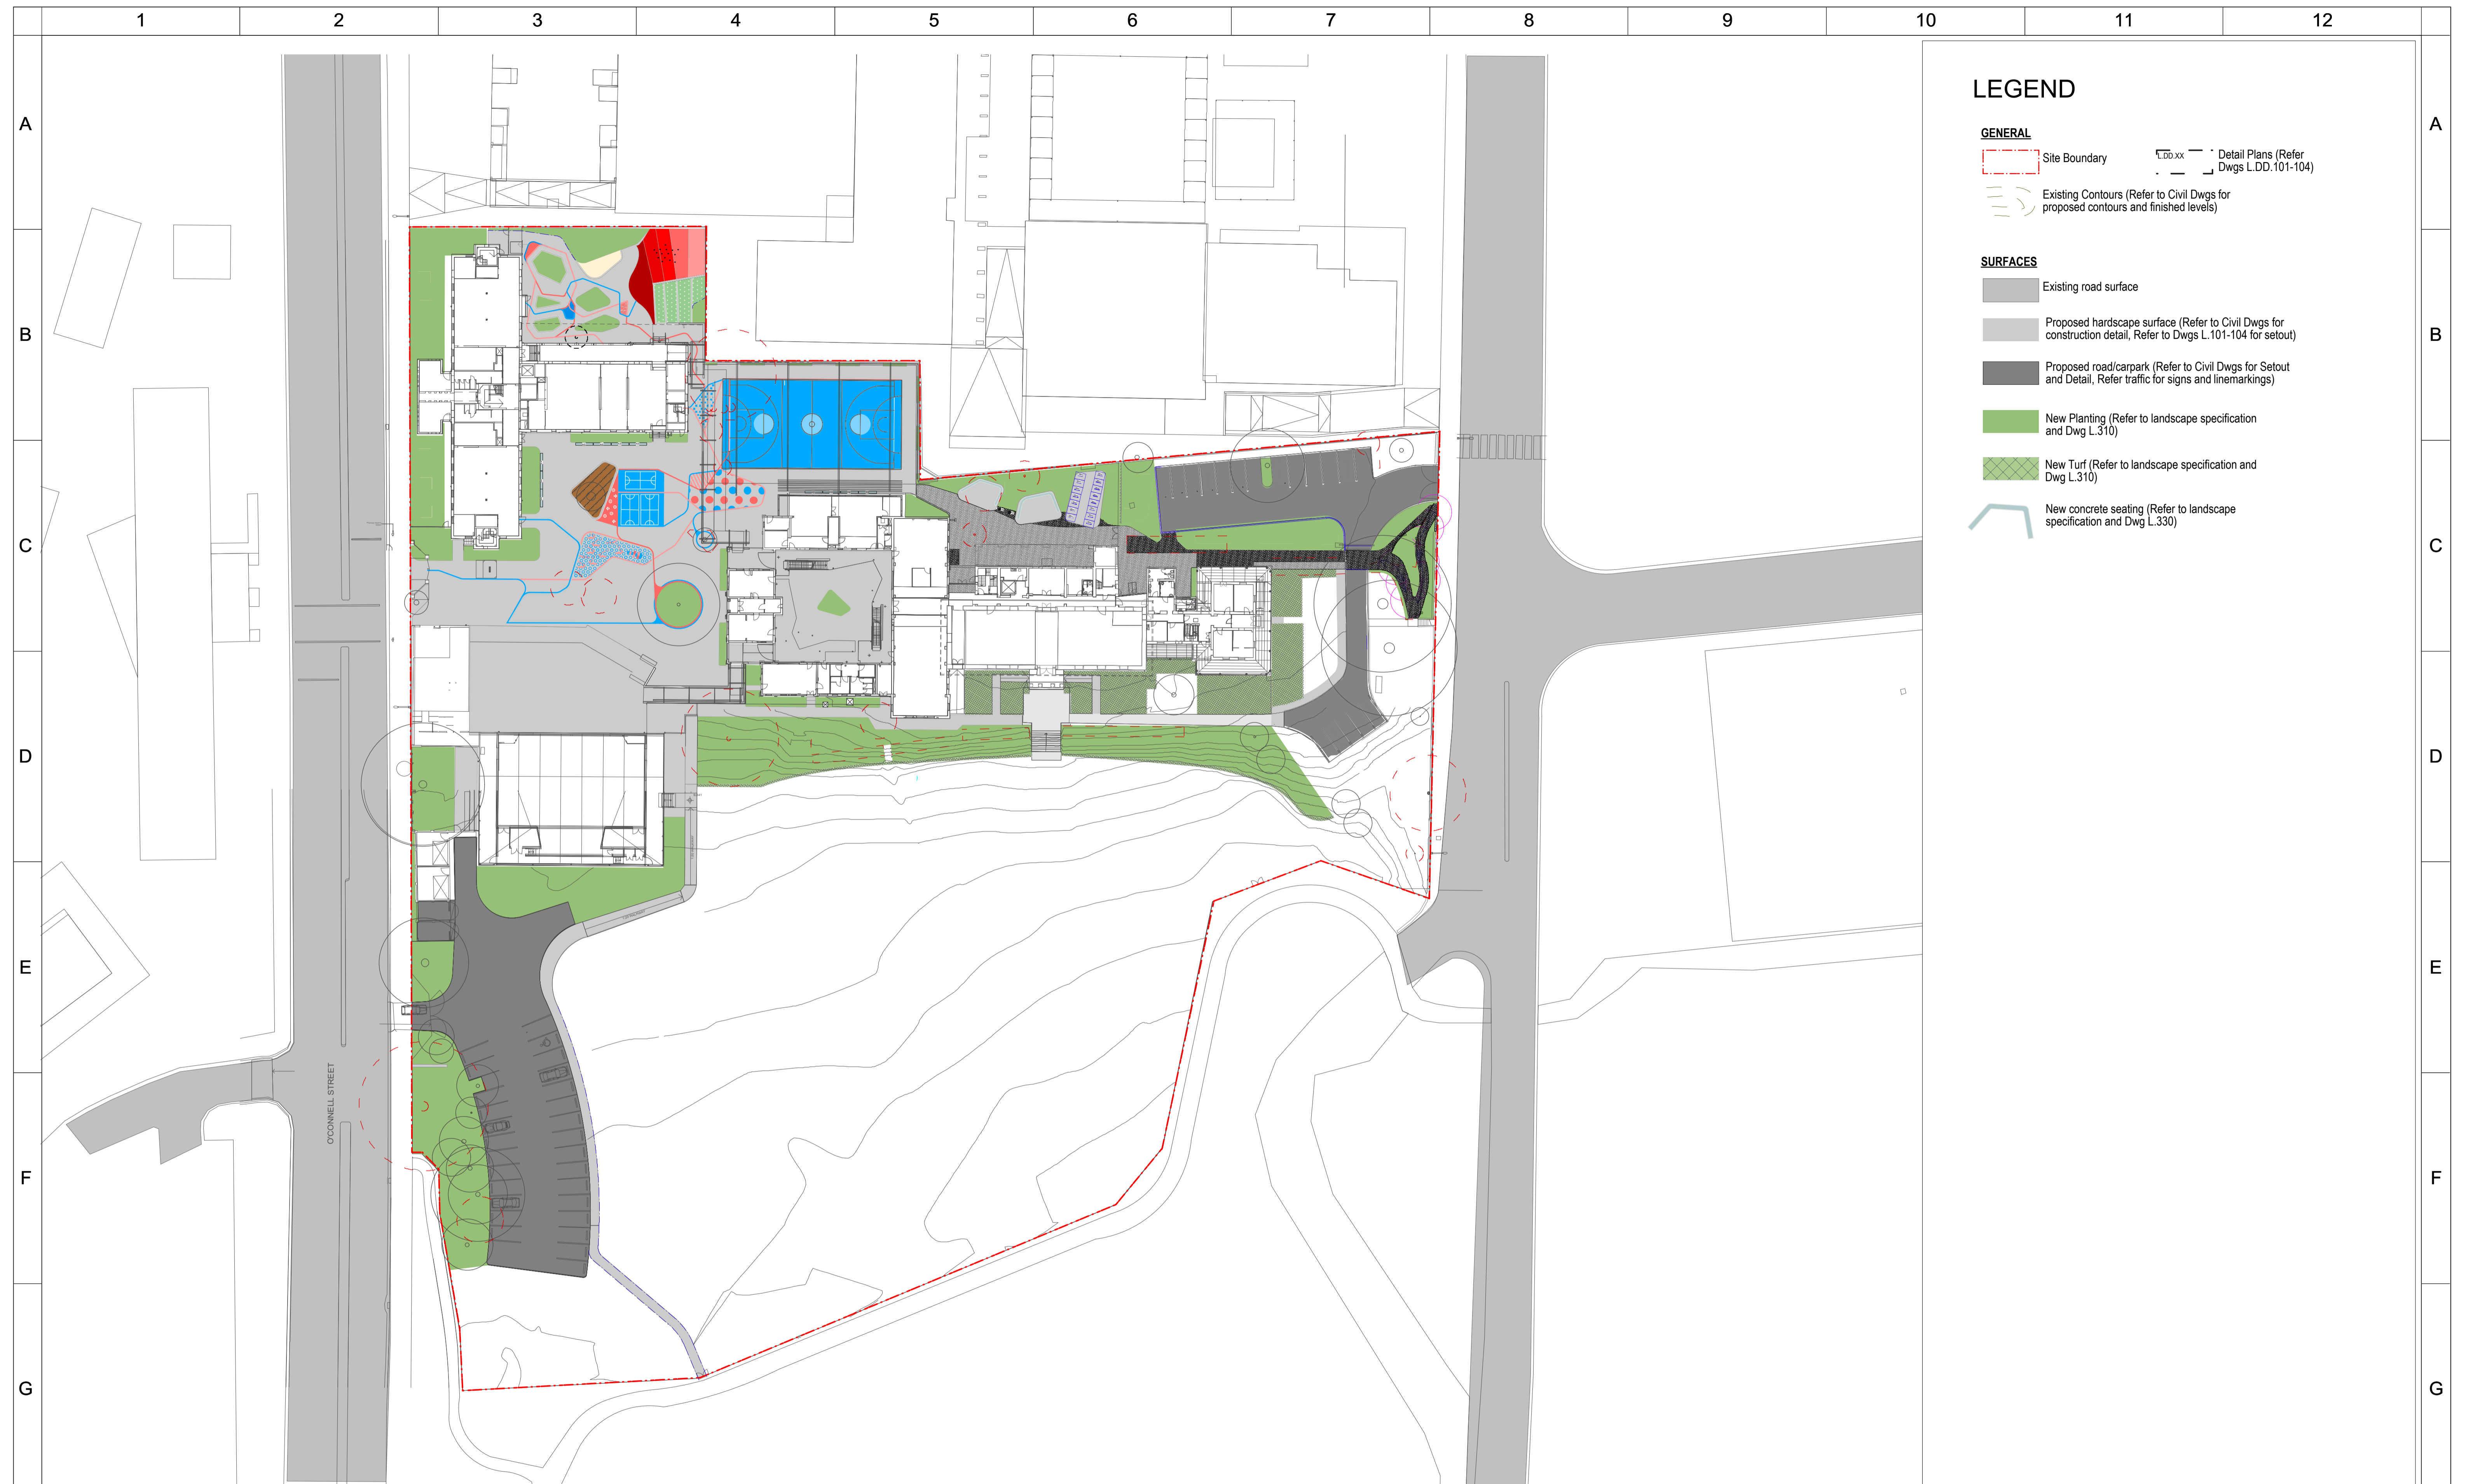 1 2 3 4 5 6 7 8 9 10 11 12
A A
B B
C C
D D
E E
F F
G G
O'CONNELL STREET
LEGEND
GENERAL
Site Boundary
L.DD.XX
Detail Plans (Refer
Dwgs L.DD.101-104)
Existing Contours (Refer to Civil Dwgs for
proposed contours and finished levels)
SURFACES
Existing road surface
Proposed hardscape surface (Refer to Civil Dwgs for
construction detail, Refer to Dwgs L.101-104 for setout)
Proposed road/carpark (Refer to Civil Dwgs for Setout
and Detail, Refer traffic for signs and linemarkings)
New Planting (Refer to landscape specification
and Dwg L.310)
New Turf (Refer to landscape specification and
Dwg L.310)
New concrete seating (Refer to landscape
specification and Dwg L.330)